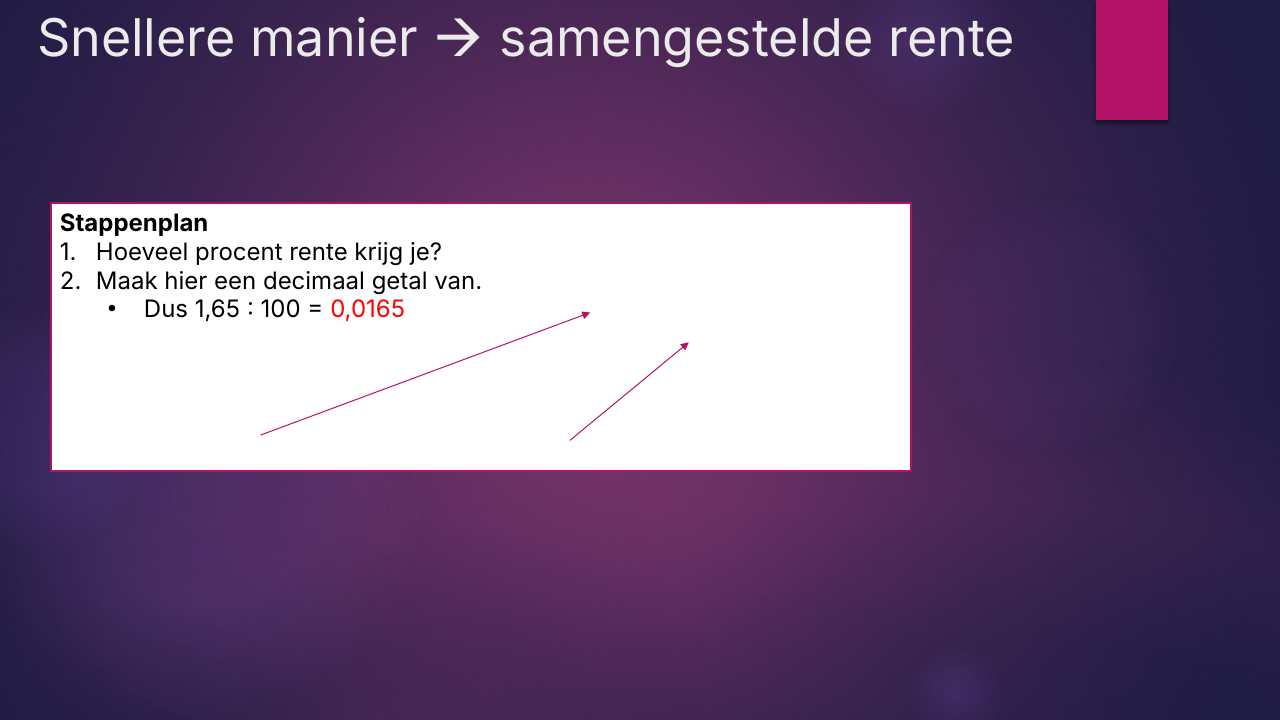 Snellere manier → samengestelde rente
Stappenplan
1. Hoeveel procent rente krijg je?
2. Maak hier een decimaal getal van.
• Dus 1,65 : 100 = 0,0165